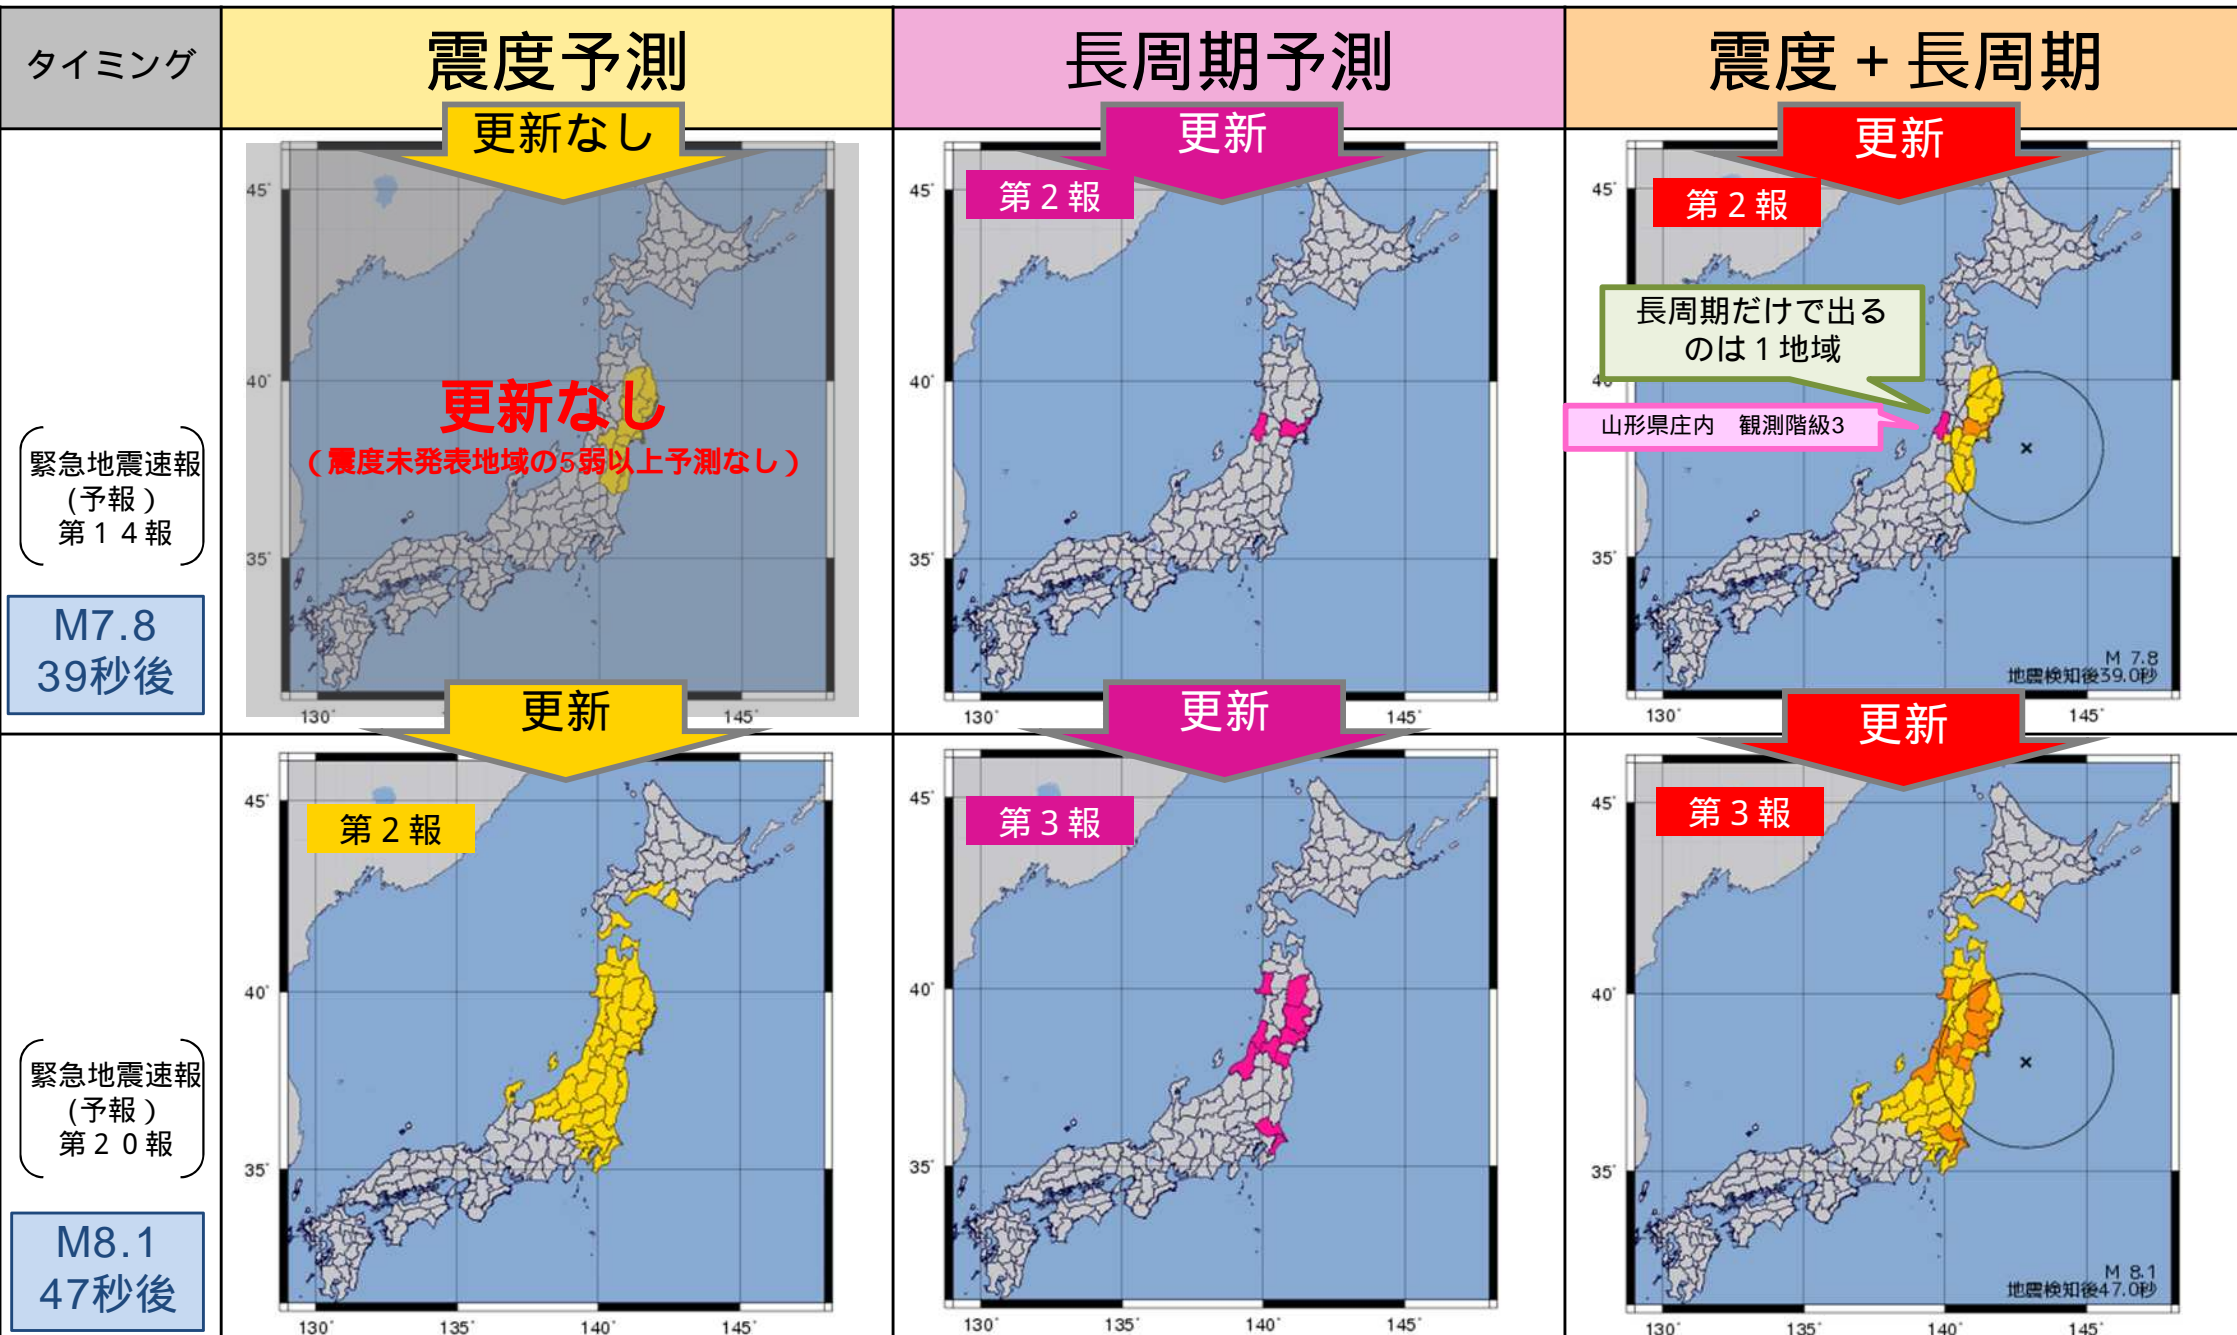 タイミング
震度予測
長周期予測
震度＋長周期
更新なし
更新
更新
緊急地震速報
(予報）
第１４報
M7.8
39秒後
45°
40°
35°
130°
145°
更新なし
（震度未発表地域の5弱以上予測なし）
第２報
45°
40°
35°
130°
145°
第２報
長周期だけで出る
のは１地域
山形県庄内　観測階級3
45°
40°
35°
130°
145°
M 7.8
地震検知後39.0秒
更新
更新
更新
緊急地震速報
(予報）
第２０報
M8.1
47秒後
第２報
45°
40°
35°
130°
135°
140°
145°
第３報
45°
40°
35°
130°
135°
140°
145°
第３報
45°
40°
35°
130°
135°
140°
145°
M 8.1
地震検知後47.0秒